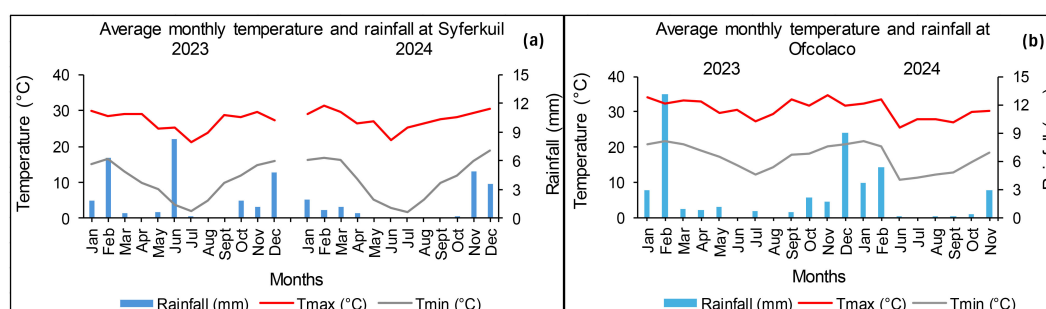 Average monthly temperature and rainfall at Syferkuil
(a)
2023 2024
Temperature (°C)
40
30
20
10
0
15
12
9
6
3
0
Rainfall (mm)
Jan Feb Mar Apr May Jun Jul Aug Sept Oct Nov Dec Jan Feb Mar Apr May Jun Jul Aug Sept Oct Nov Dec
Months
Rainfall (mm) Tmax (°C) Tmin (°C)
Average monthly temperature and rainfall at
Ofcolaco
(b)
2023 2024
Temperature (°C)
40
30
20
10
0
15
12
9
6
3
0
Jan Feb Mar Apr May Jun Jul Aug Sept Oct Nov Dec Jan Feb Jun Jul Aug Sept Oct Nov
Months
Rainfall (mm) Tmax (°C) Tmin (°C)